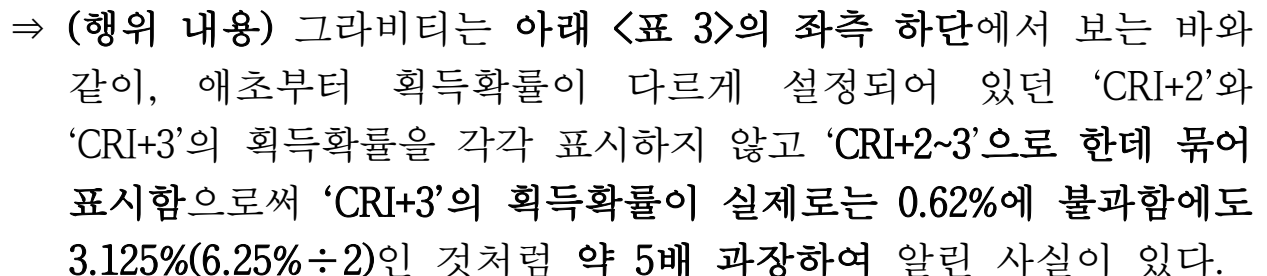 ⇒ (행위 내용) 그라비티는 아래 <표 3>의 좌측 하단에서 보는 바와
같이, 애초부터 획득확률이 다르게 설정되어 있던 ‘CRI+2’와
‘CRI+3’의 획득확률을 각각 표시하지 않고 ‘CRI+2~3’으로 한데 묶어
표시함으로써 ‘CRI+3’의 획득확률이 실제로는 0.62%에 불과함에도
3.125%(6.25%÷2)인 것처럼 약 5배 과장하여 알린 사실이 있다.